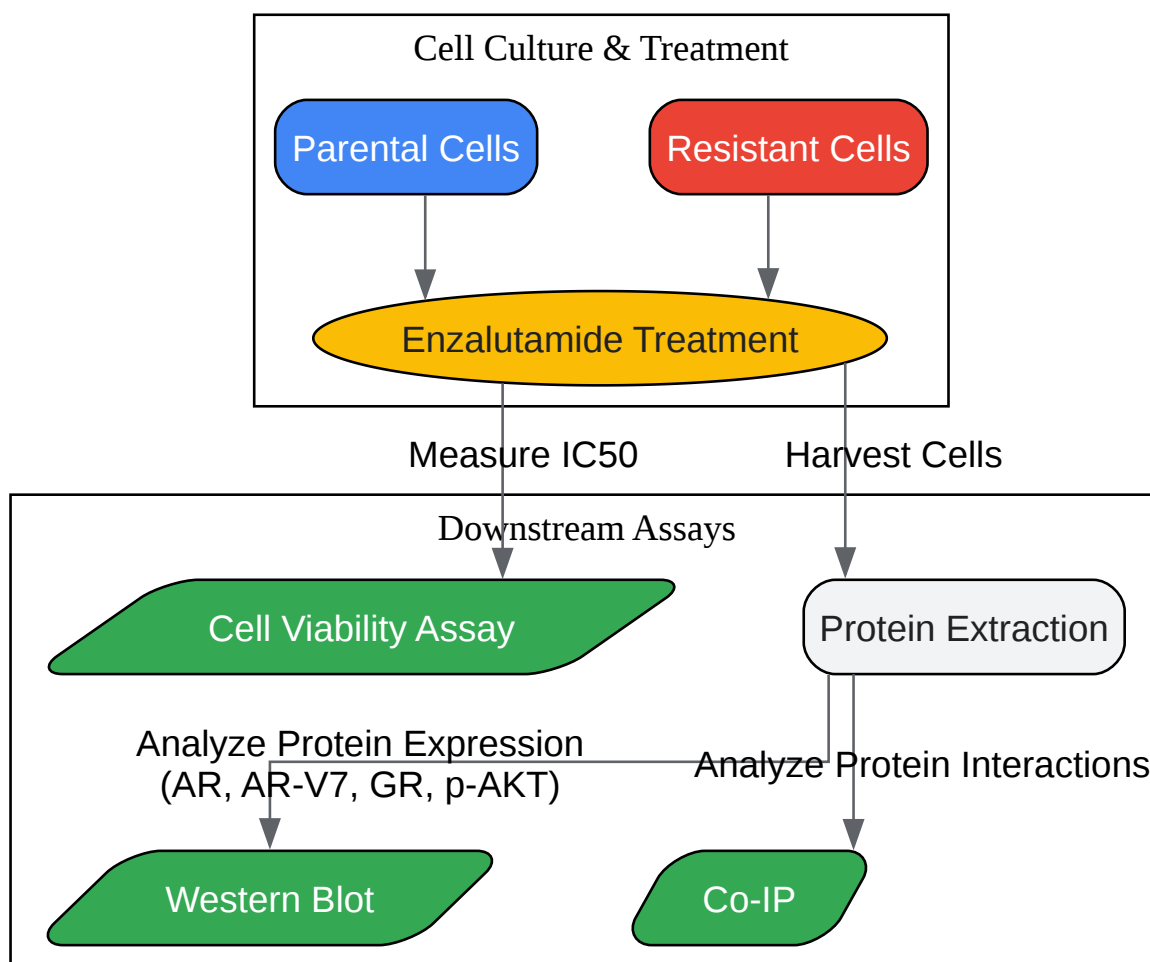 Cell Culture & Treatment
Parental Cells
Resistant Cells
Enzalutamide Treatment
Measure IC50
Harvest Cells
Downstream Assays
Cell Viability Assay
Protein Extraction
Analyze Protein Expression
(AR, AR-V7, GR, p-AKT)
Analyze Protein Interactions
Western Blot
Co-IP